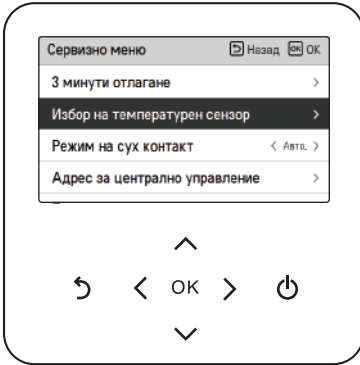 Сервизно меню Назад OK OK
3 минути отлагане
Избор на температурен сензор
Режим на сух контакт Авто.
Адрес за централно управление
OK